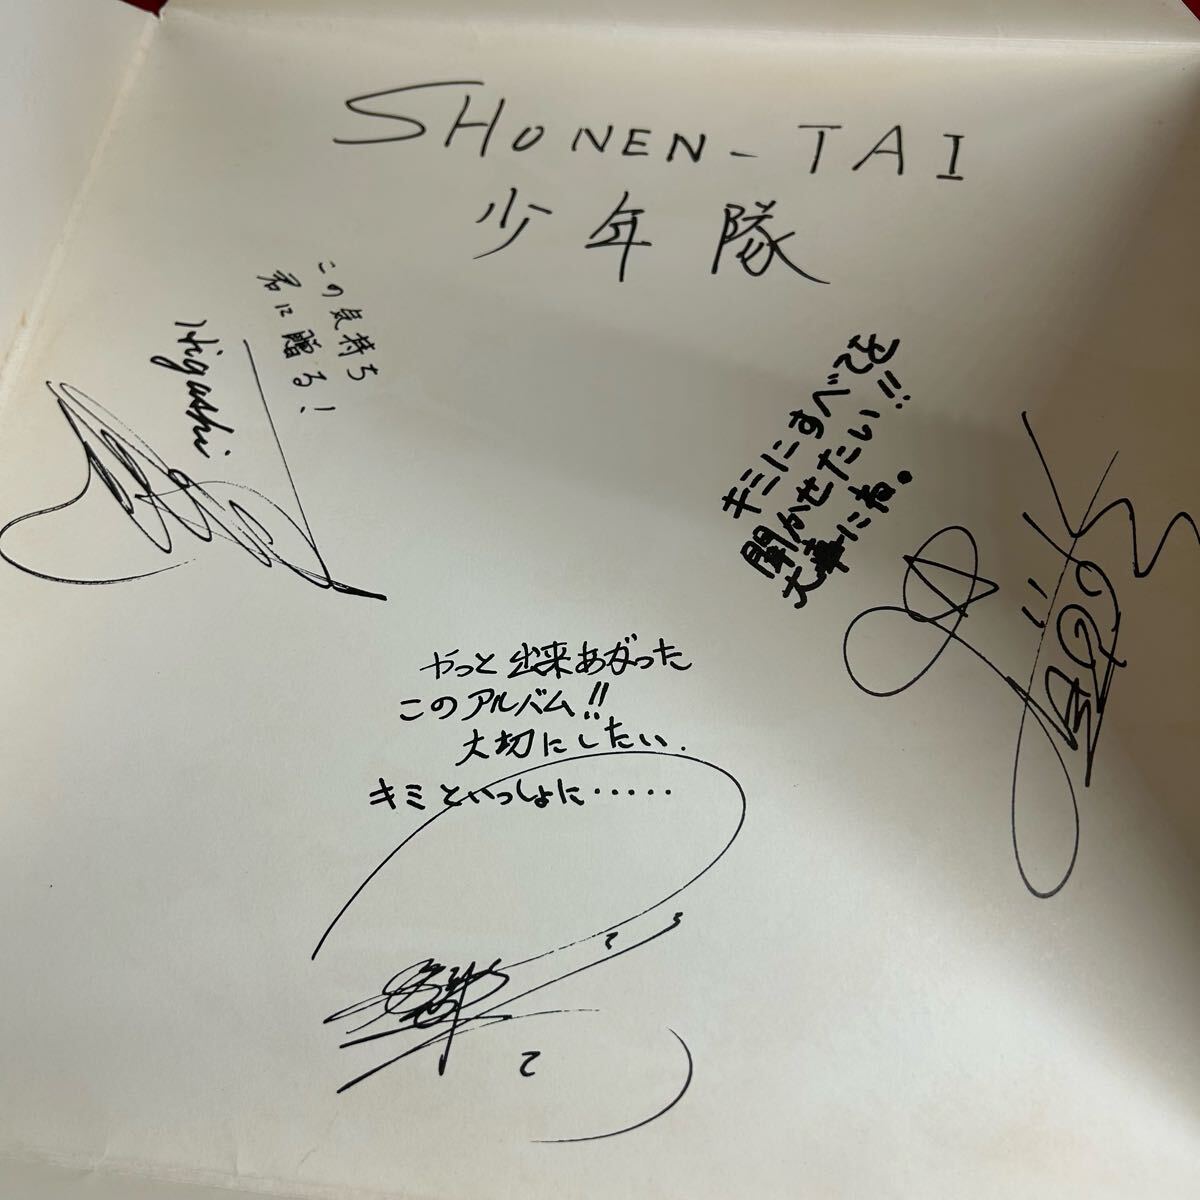 SHONEN-TAI
少年隊
この気持ち
君に贈る!
Higashi
キミにすべてを
聞かせたい!!
大事にね。
やっと出来あがった
このアルバム!!
大切にしたい.
キミといっしょに・・・・・